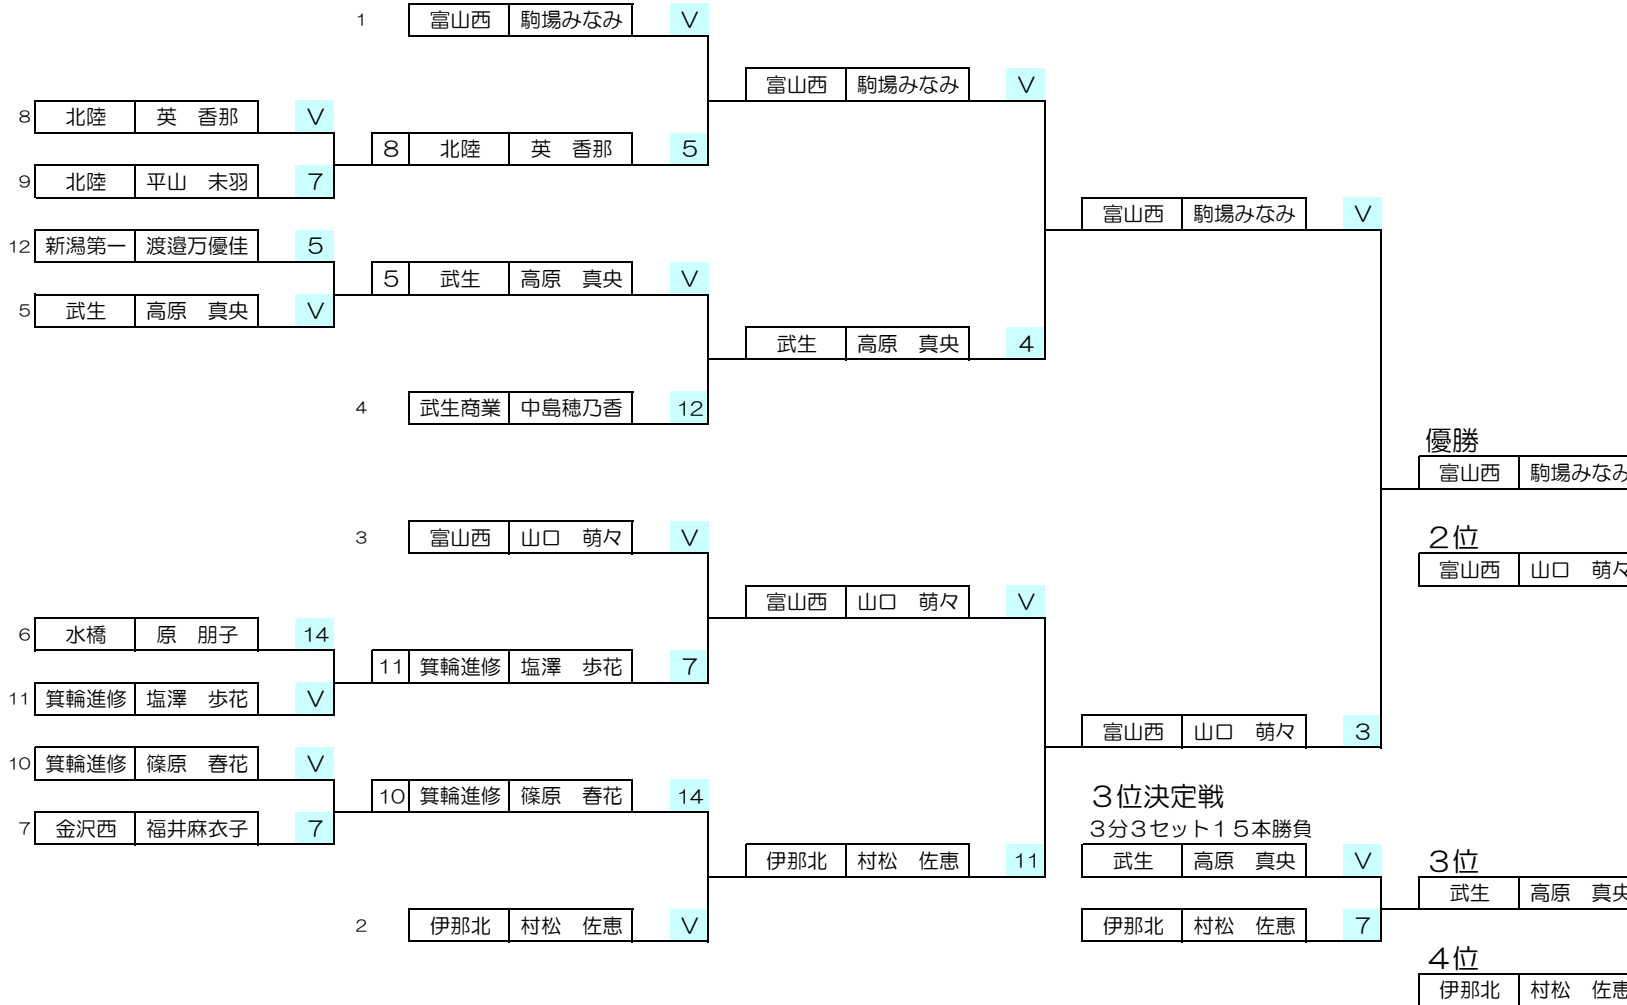 1 富山西 駒場みなみ V
富山西 駒場みなみ V
8 北陸 英 香那 V
8 北陸 英 香那 5
9 北陸 平山 未羽 7
富山西 駒場みなみ V
12 新潟第一 渡邉万優佳 5
5 武生 高原 真央 V
5 武生 高原 真央 V
武生 高原 真央 4
4 武生商業 中島穂乃香 12
優勝
富山西 駒場みなみ
3 富山西 山口 萌々 V
2位
富山西 山口 萌々
富山西 山口 萌々 V
6 水橋 原 朋子 14
11 箕輪進修 塩澤 歩花 7
11 箕輪進修 塩澤 歩花 V
富山西 山口 萌々 3
10 箕輪進修 篠原 春花 V
10 箕輪進修 篠原 春花 14
3位決定戦
7 金沢西 福井麻衣子 7
3分3セット15本勝負
伊那北 村松 佐恵 11
武生 高原 真央 V
3位
武生 高原 真央
2 伊那北 村松 佐恵 V
伊那北 村松 佐恵 7
4位
伊那北 村松 佐恵